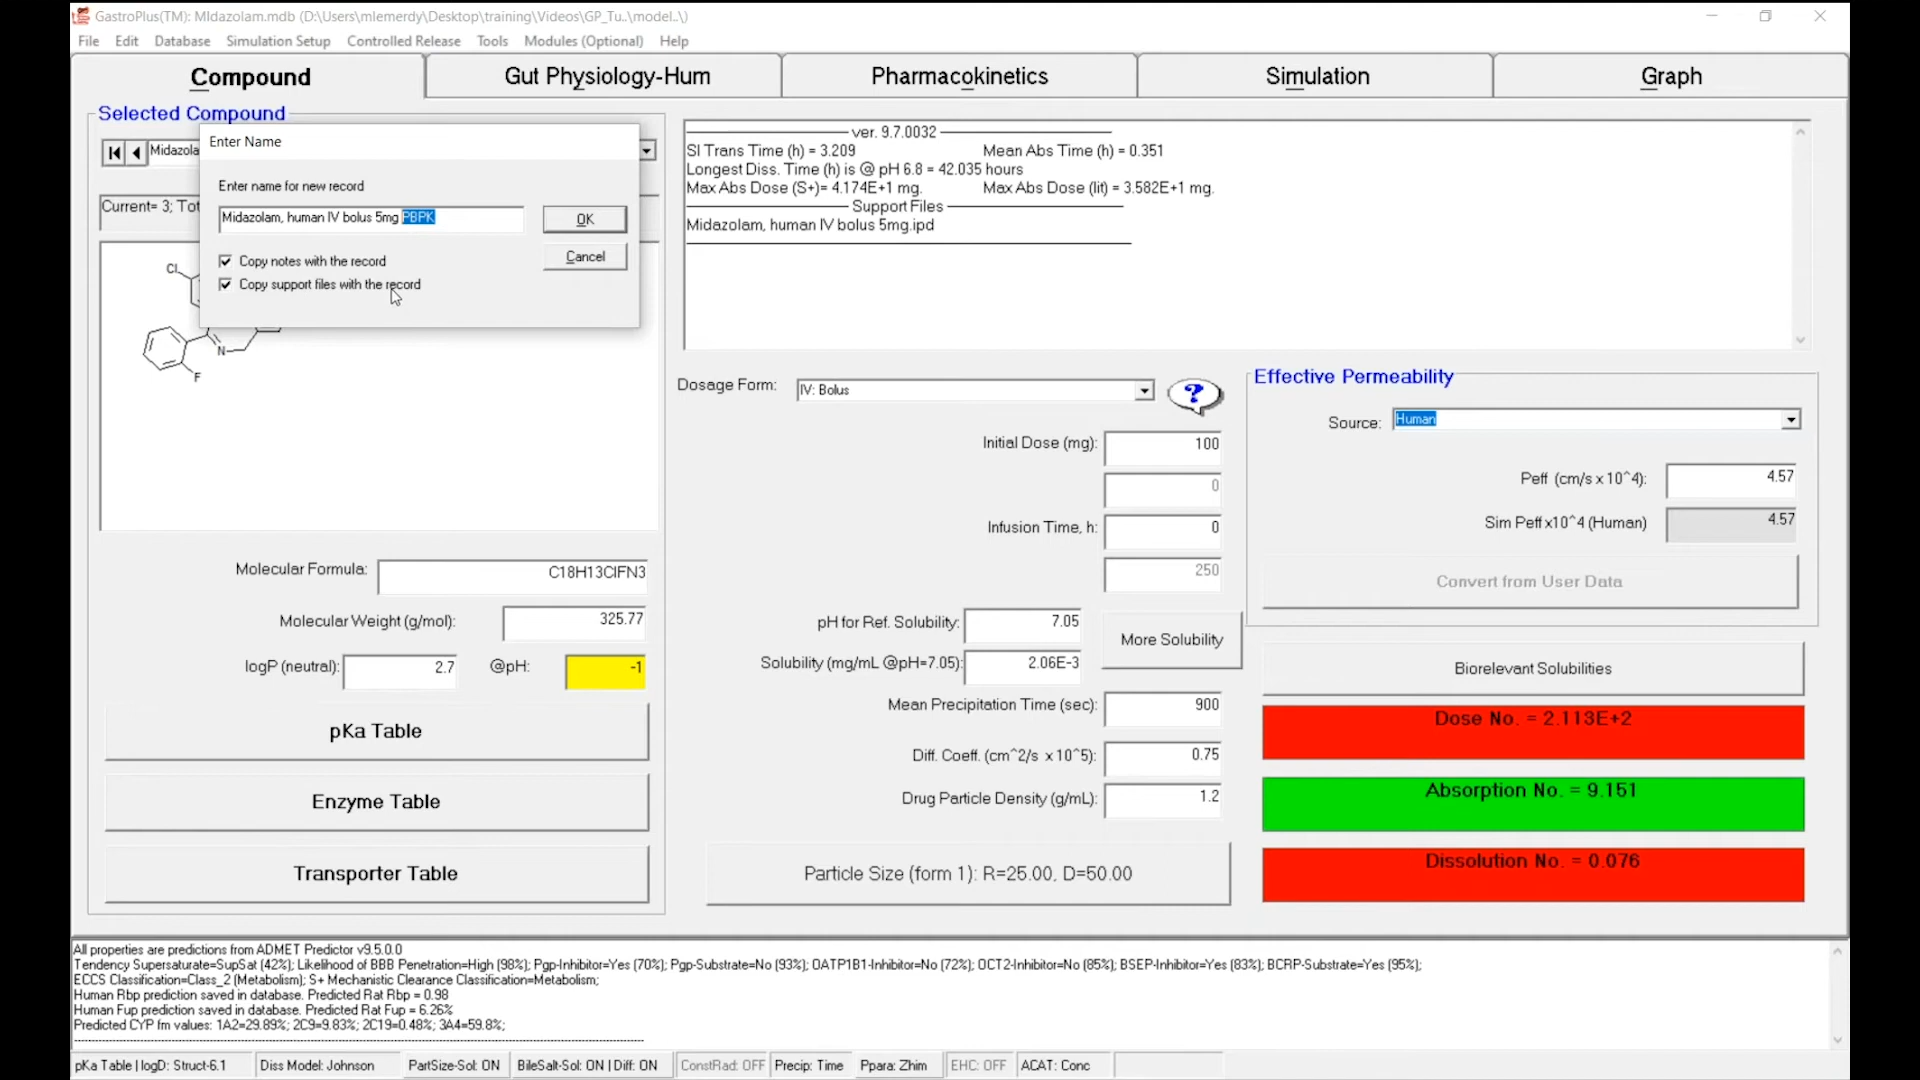 GastroPlus(TM): MIdazolam.mdb (D:\Users\mlemerdy\Desktop\training\Videos\GP_Tu..\model..\)
File Edit Database Simulation Setup Controlled Release Tools Modules (Optional) Help
Compound Gut Physiology-Hum Pharmacokinetics Simulation Graph
Selected Compound
Midazola
Current= 3; Tot
Enter Name
Enter name for new record
Midazolam, human IV bolus 5mg PBPK
OK
Copy notes with the record
Cancel
Copy support files with the record
Cl
N
F
ver. 9.7.0032
SI Trans Time (h) = 3.209 Mean Abs Time (h) = 0.351
Longest Diss. Time (h) is @ pH 6.8 = 42.035 hours
Max Abs Dose (S+)= 4.174E+1 mg. Max Abs Dose (lit) = 3.582E+1 mg.
Support Files
Midazolam, human IV bolus 5mg.ipd
Dosage Form: IV: Bolus ?
Initial Dose (mg): 100
0
Infusion Time, h: 0
250
pH for Ref. Solubility: 7.05
Solubility (mg/mL @pH=7.05): 2.06E-3
More Solubility
Mean Precipitation Time (sec): 900
Diff. Coeff. (cm^2/s x 10^5): 0.75
Drug Particle Density (g/mL): 1.2
Particle Size (form 1): R=25.00, D=50.00
Effective Permeability
Source: Human
Peff (cm/s x 10^4): 4.57
Sim Peff x10^4 (Human) 4.57
Convert from User Data
Biorelevant Solubilities
Dose No. = 2.113E+2
Absorption No. = 9.151
Dissolution No. = 0.076
Molecular Formula: C18H13ClFN3
Molecular Weight (g/mol): 325.77
logP (neutral): 2.7 @pH: -1
pKa Table
Enzyme Table
Transporter Table
All properties are predictions from ADMET Predictor v9.5.0.0
Tendency Supersaturate=SupSat (42%); Likelihood of BBB Penetration=High (98%); Pgp-Inhibitor=Yes (70%); Pgp-Substrate=No (93%); OATP1B1-Inhibitor=No (72%); OCT2-Inhibitor=No (85%); BSEP-Inhibitor=Yes (83%); BCRP-Substrate=Yes (95%);
ECCS Classification=Class_2 (Metabolism); S+ Mechanistic Clearance Classification=Metabolism;
Human Rbp prediction saved in database. Predicted Rat Rbp = 0.98
Human Fup prediction saved in database. Predicted Rat Fup = 6.26%
Predicted CYP fm values: 1A2=29.89%; 2C9=9.83%; 2C19=0.48%; 3A4=59.8%;
pKa Table | logD: Struct-6.1 Diss Model: Johnson PartSize-Sol: ON BileSalt-Sol: ON | Diff: ON ConstRad: OFF Precip: Time Ppara: Zhim EHC: OFF ACAT: Conc